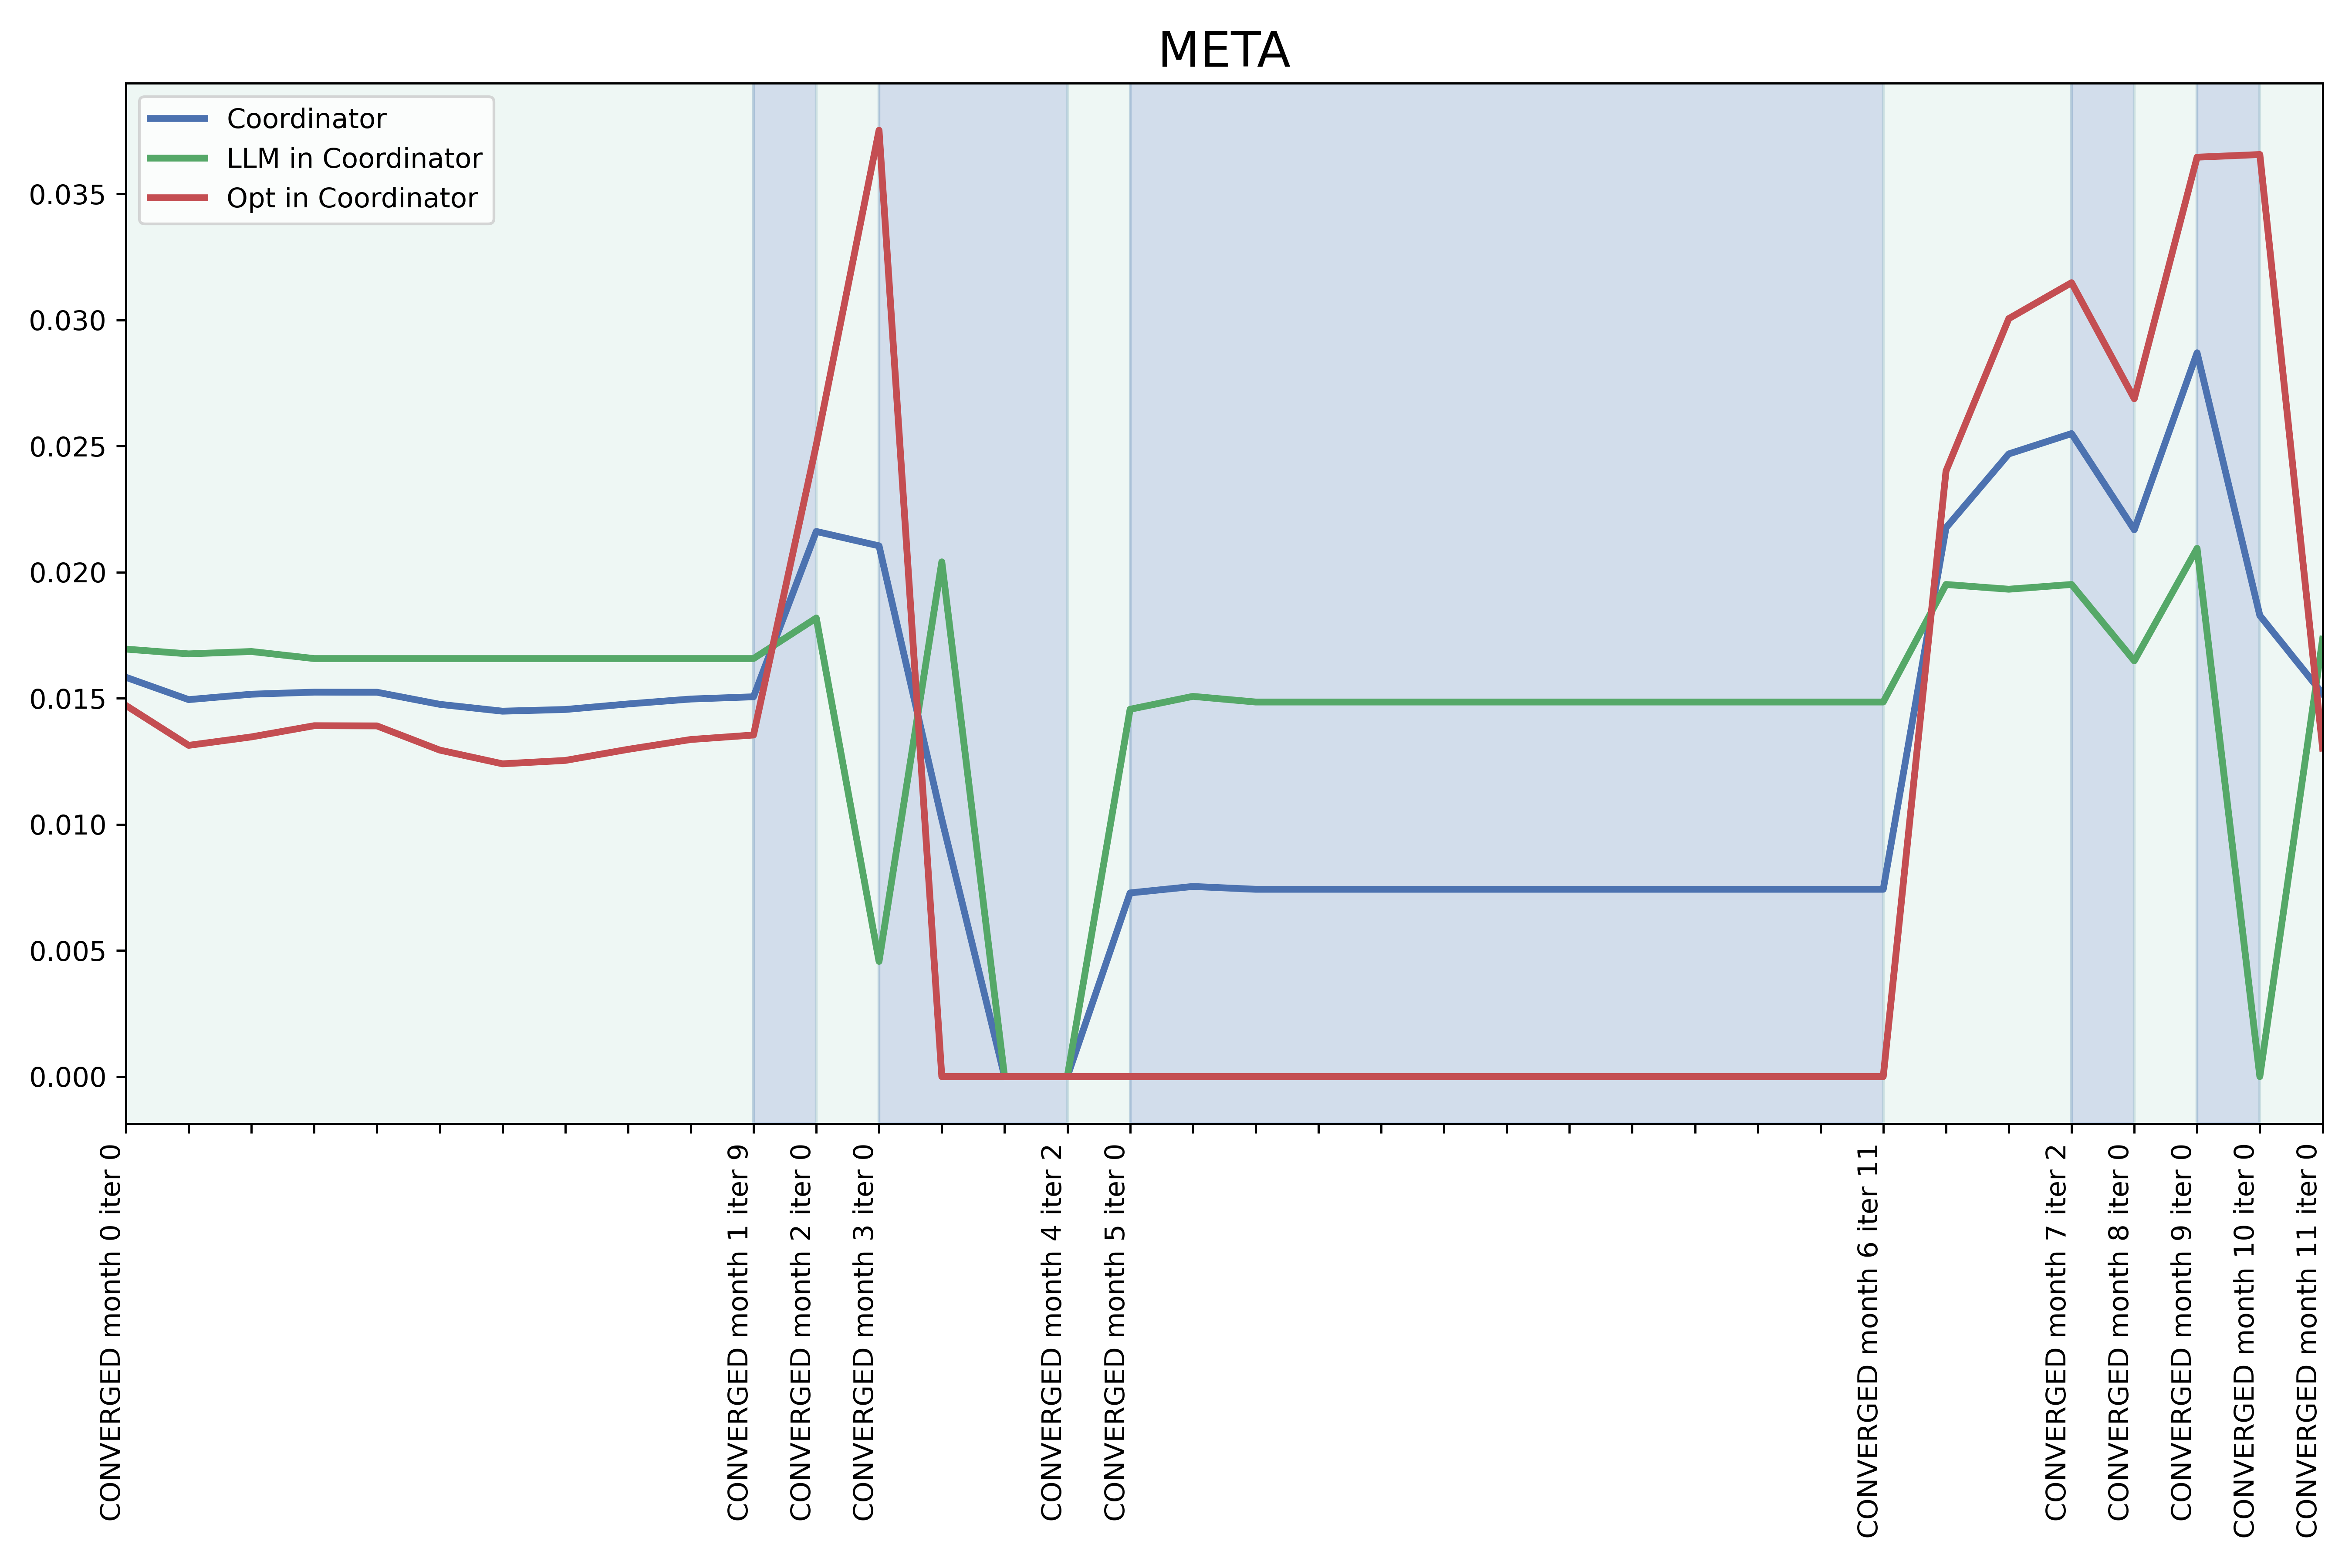 META
Coordinator
LLM in Coordinator
Opt in Coordinator
0.035
0.030
0.025
0.020
0.015
0.010
0.005
0.000
CONVERGED month 0 iter 0
CONVERGED month 1 iter 9
CONVERGED month 2 iter 0
CONVERGED month 3 iter 0
CONVERGED month 4 iter 2
CONVERGED month 5 iter 0
CONVERGED month 6 iter 11
CONVERGED month 7 iter 2
CONVERGED month 8 iter 0
CONVERGED month 9 iter 0
CONVERGED month 10 iter 0
CONVERGED month 11 iter 0